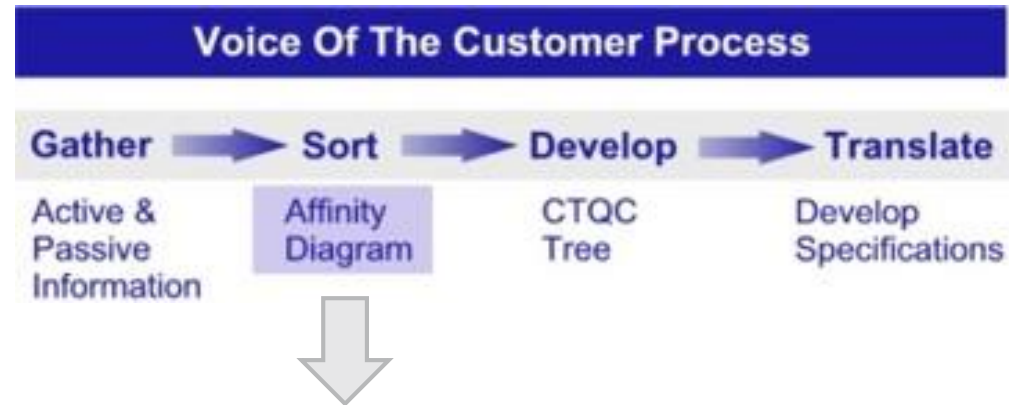 Voice Of The Customer Process
Gather Sort Develop Translate
Active &
Passive
Information
Affinity
Diagram
CTQC
Tree
Develop
Specifications